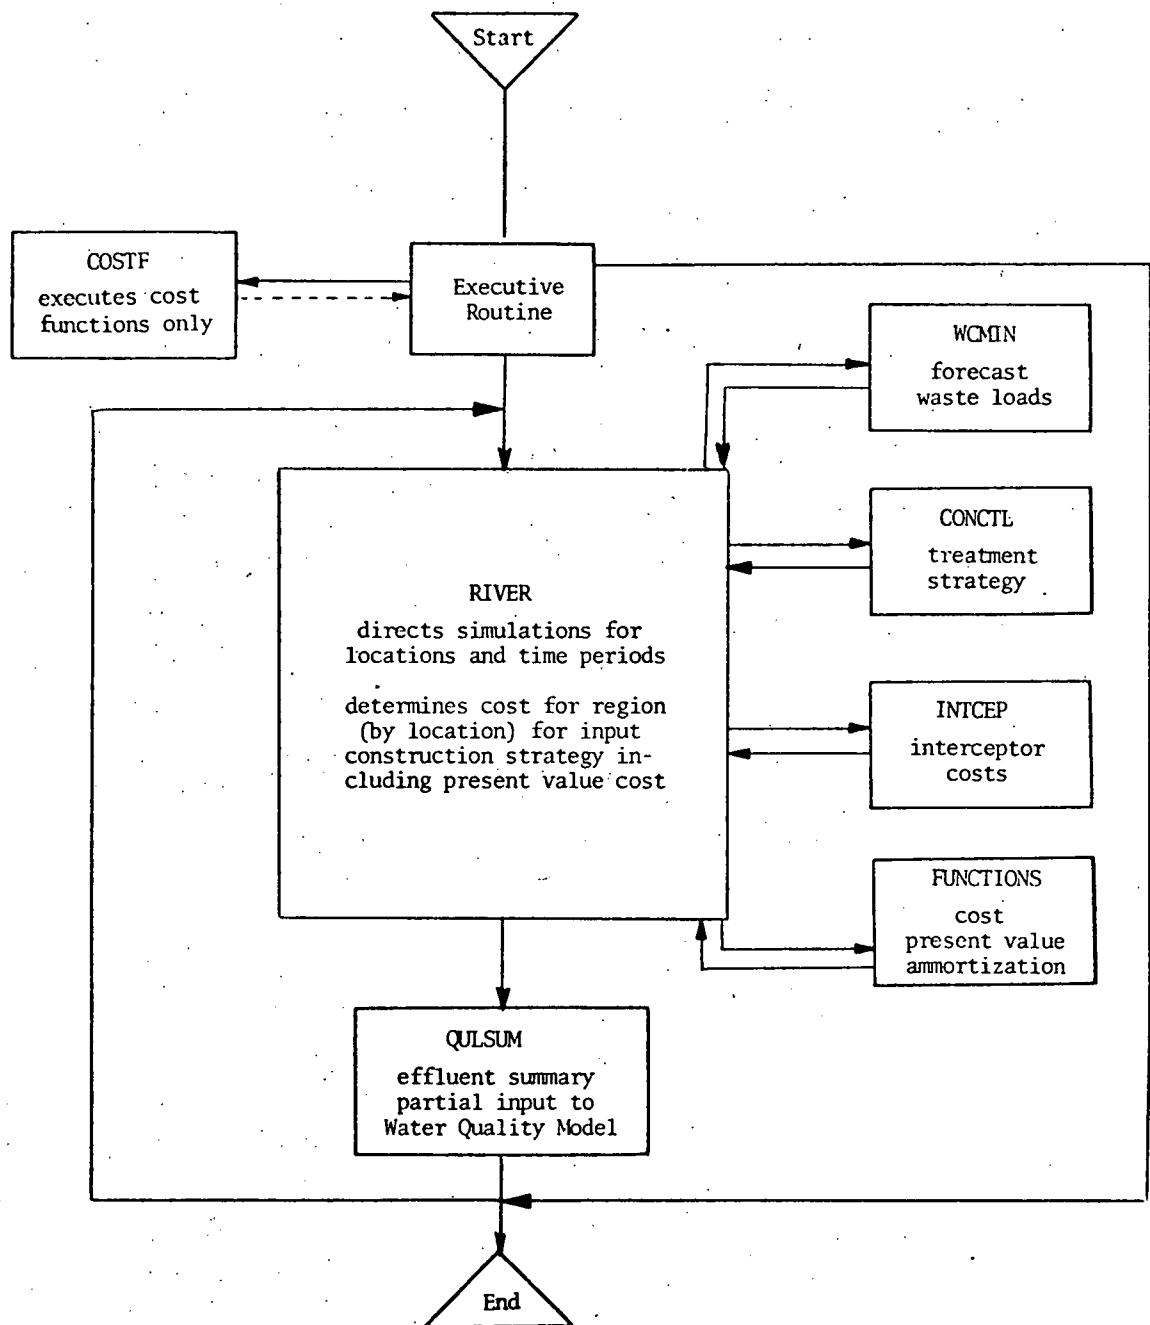 Start
COSTF
executes cost
functions only
Executive
Routine
WCMIN
forecast
waste loads
CONCTL
treatment
strategy
RIVER
directs simulations for
locations and time periods
determines cost for region
(by location) for input
construction strategy in-
cluding present value cost
INTCEP
interceptor
costs
FUNCTIONS
cost
present value
ammortization
QULSUM
effluent summary
partial input to
Water Quality Model
End